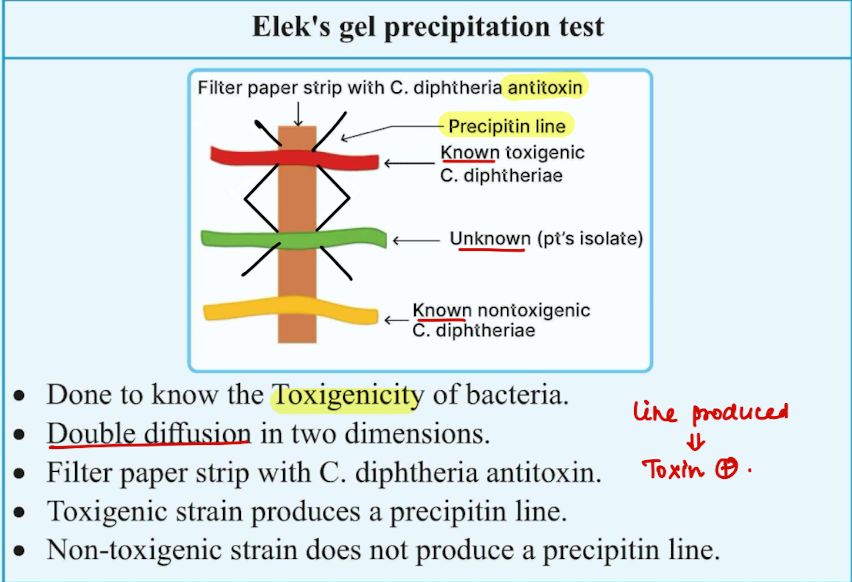 Elek's gel precipitation test
Filter paper strip with C. diphtheria antitoxin
Precipitin line
Known toxigenic
C. diphtheriae
Unknown (pt's isolate)
Known nontoxigenic
C. diphtheriae
• Done to know the Toxigenicity of bacteria.
• Double diffusion in two dimensions.
• Filter paper strip with C. diphtheria antitoxin.
• Toxigenic strain produces a precipitin line.
• Non-toxigenic strain does not produce a precipitin line.
Line produced
⇓
Toxin ⊕.